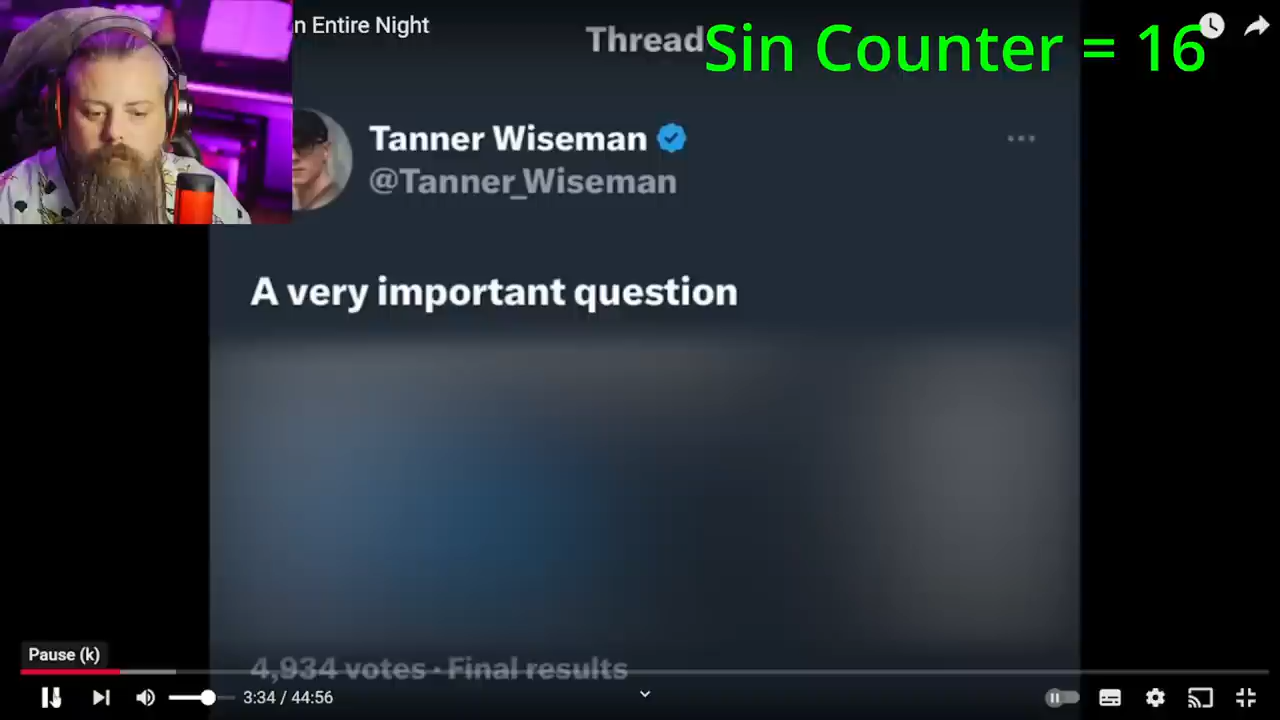 n Entire Night
Thread
Sin Counter = 16
Tanner Wiseman
@Tanner_Wiseman
A very important question
4,934 votes · Final results
Pause (k)
3:34 / 44:56